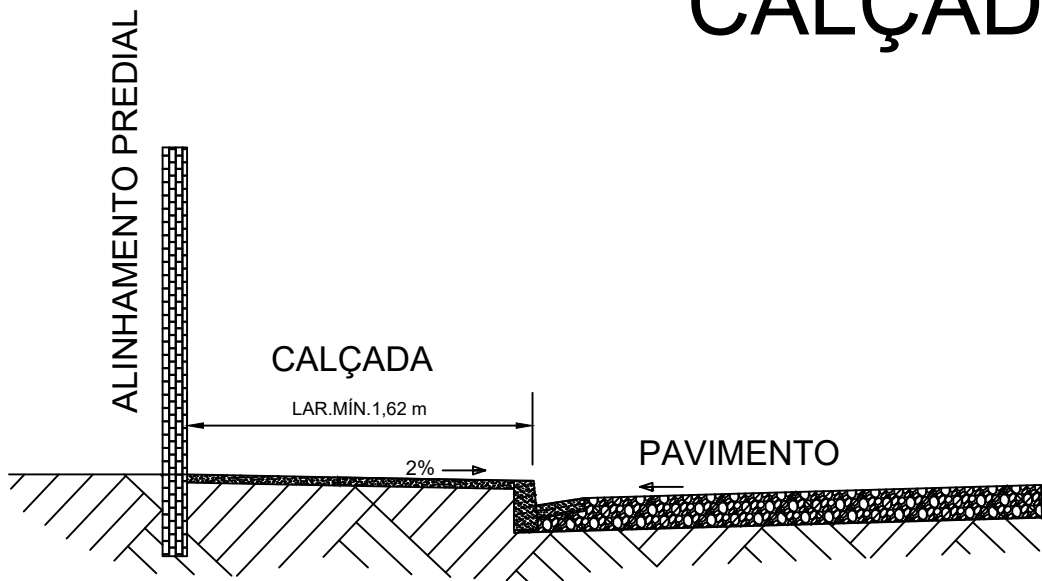 CALÇAD
ALINHAMENTO PREDIAL
CALÇADA
LAR.MÍN.1,62 m
2%
PAVIMENTO